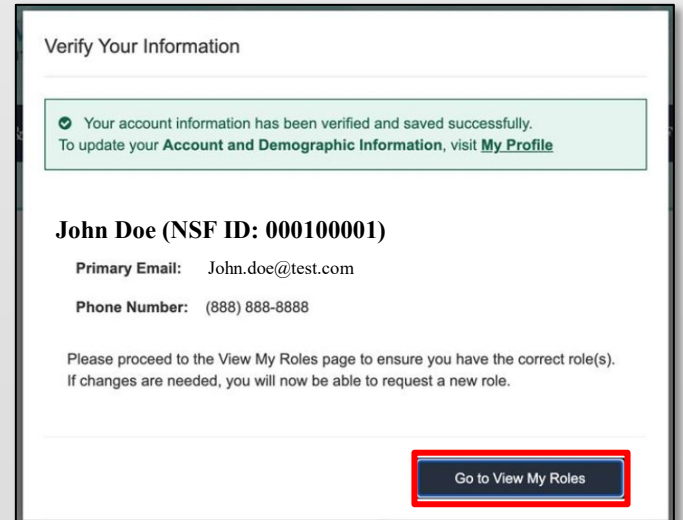 Verify Your Information
Your account information has been verified and saved successfully.
To update your Account and Demographic Information, visit My Profile
John Doe (NSF ID: 000100001)
Primary Email: John.doe@test.com
Phone Number: (888) 888-8888
Please proceed to the View My Roles page to ensure you have the correct role(s).
If changes are needed, you will now be able to request a new role.
Go to View My Roles